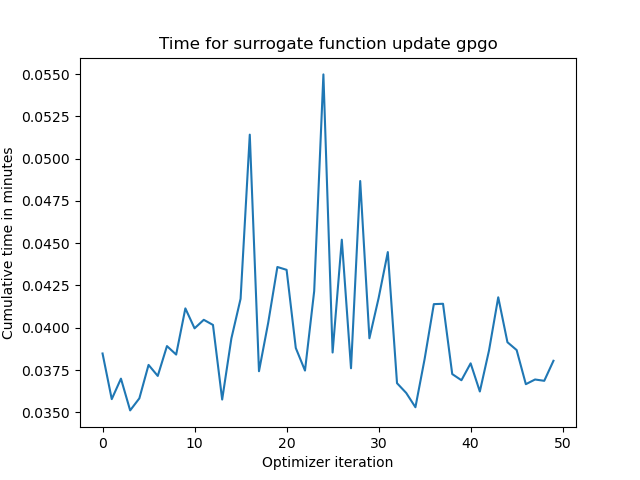 Time for surrogate function update gpgo
0.0550
0.0525
0.0500
0.0475
0.0450
0.0425
0.0400
0.0375
0.0350
Cumulative time in minutes
0 10 20 30 40 50
Optimizer iteration